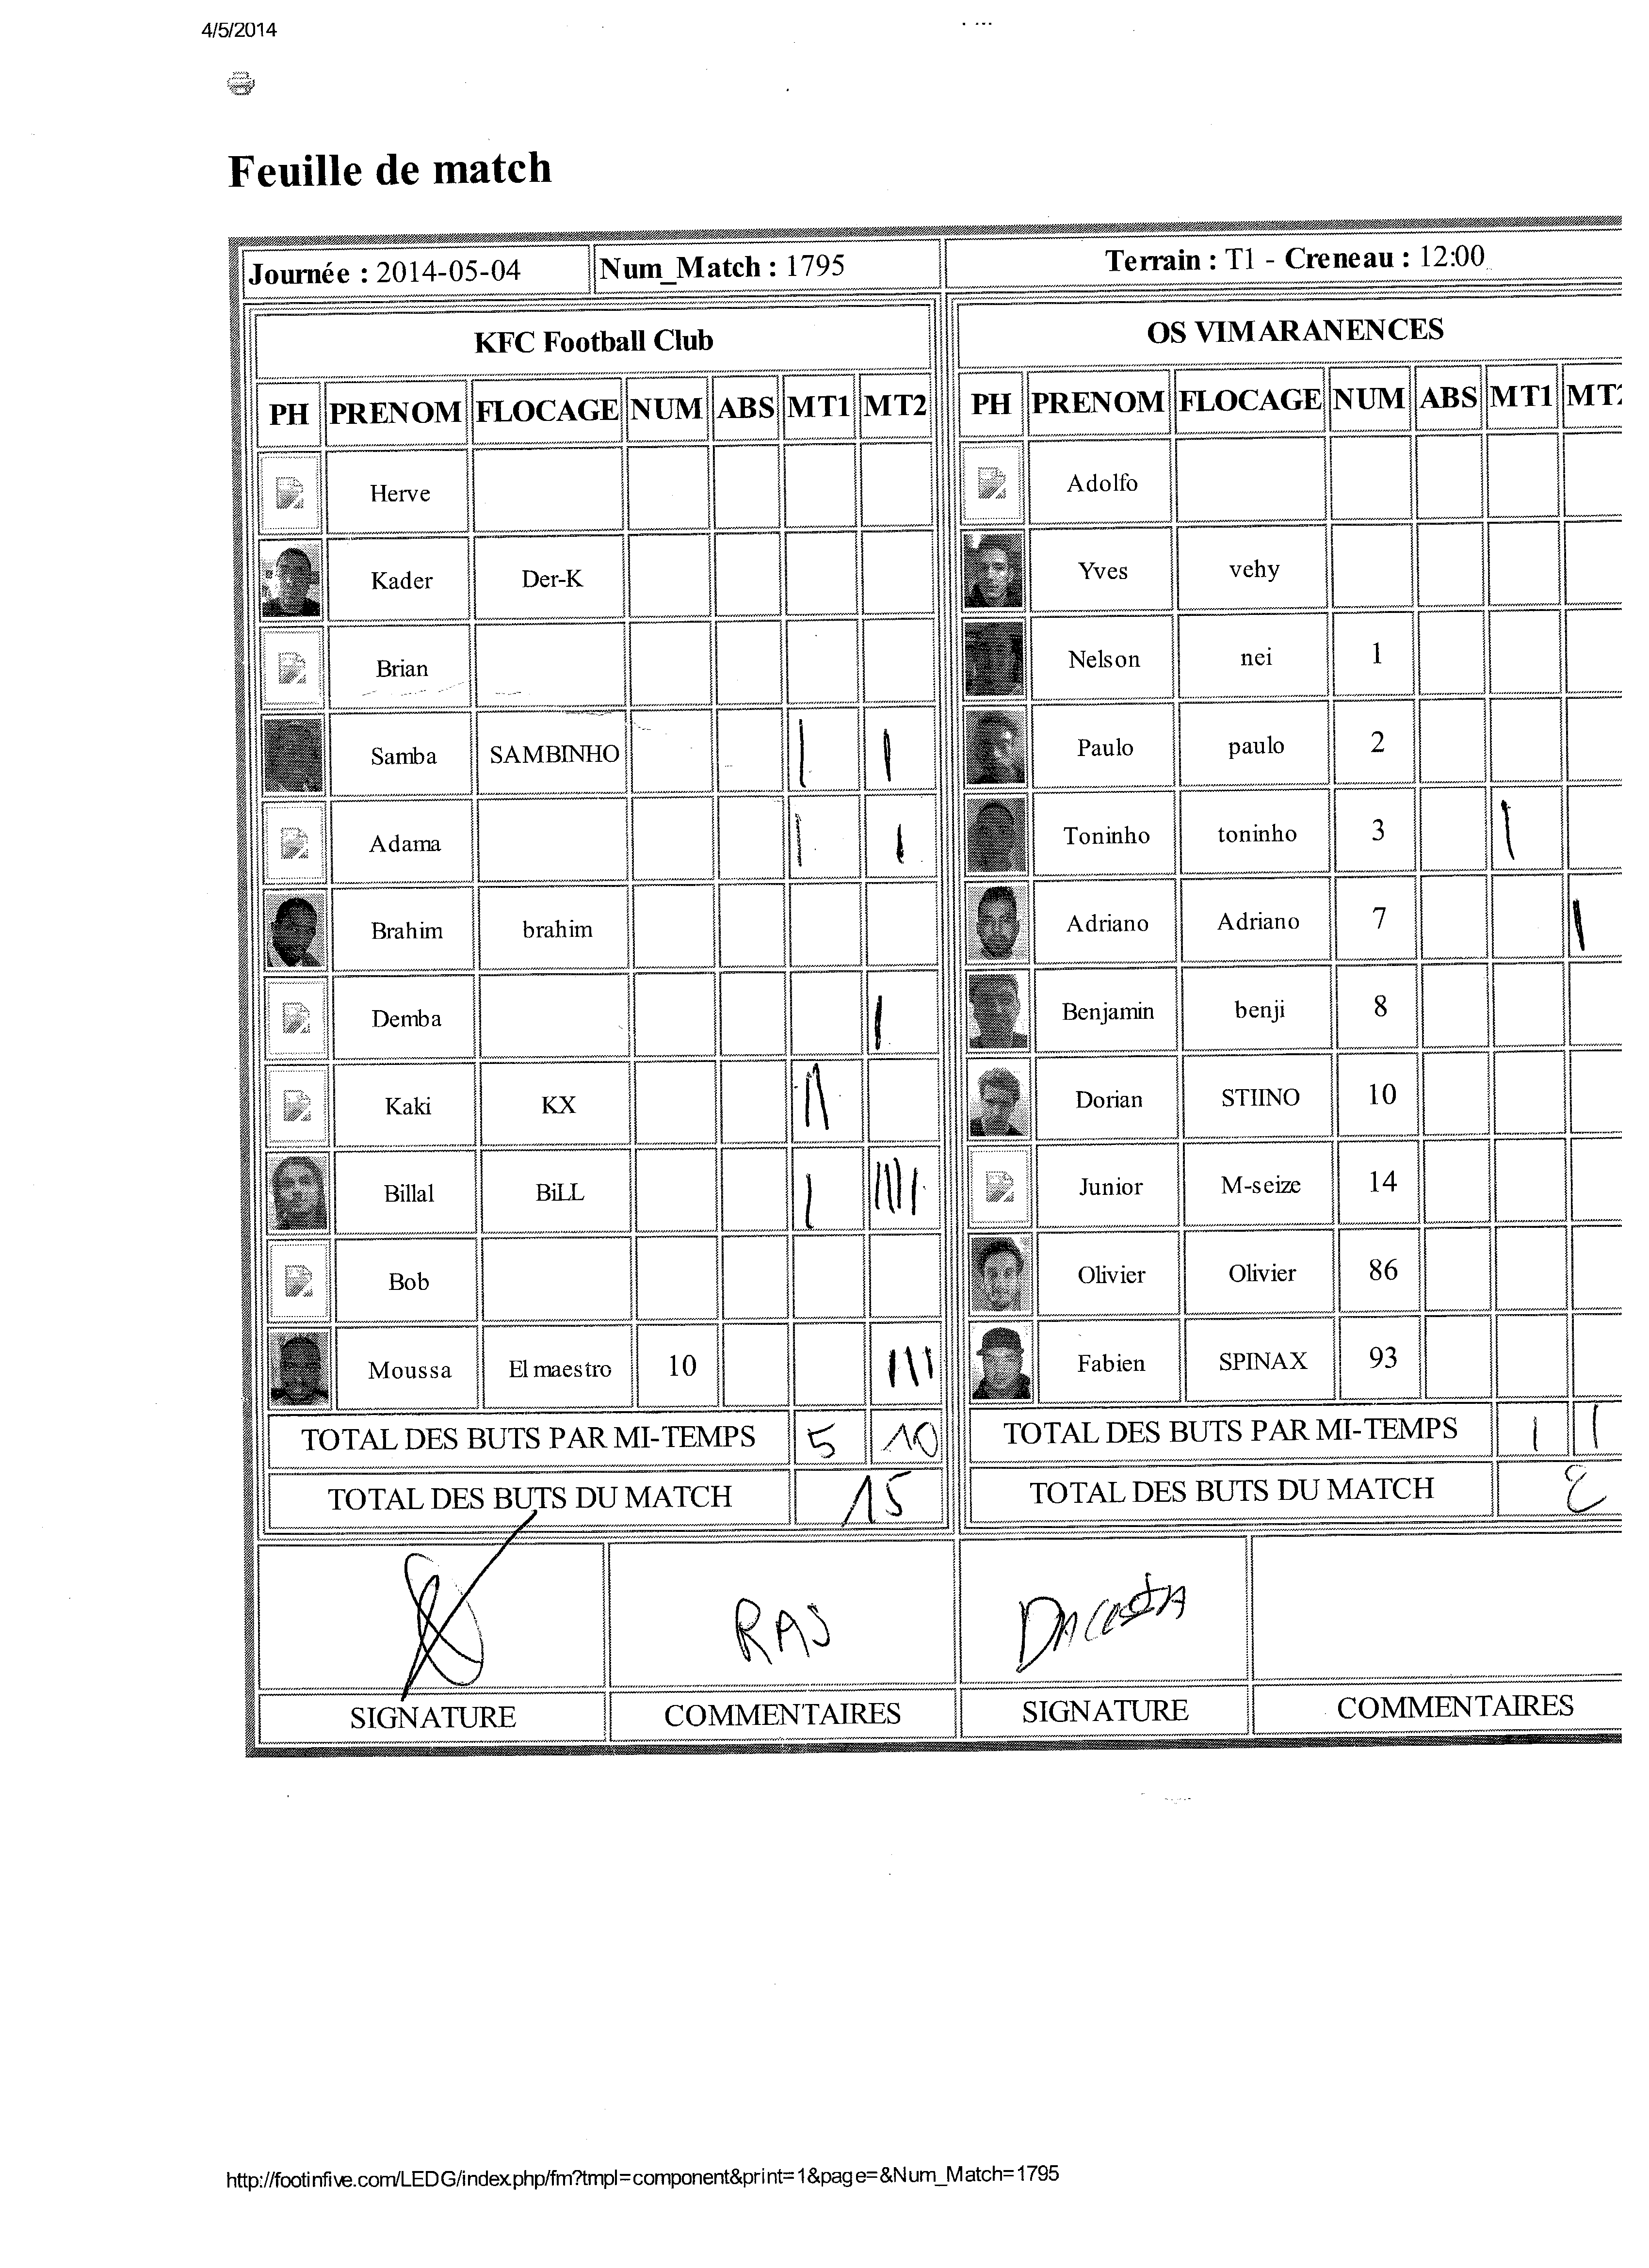 4/5/2014
Feuille de match
Journée : 2014-05-04 Num_Match : 1795 Terrain : T1 - Creneau : 12:00
KFC Football Club OS VIMARANENCES
PH PRENOM FLOCAGE NUM ABS MT1 MT2 PH PRENOM FLOCAGE NUM ABS MT1
Herve Adolfo
Kader Der-K Yves vehy
Brian Nelson nei 1
Samba SAMBINHO | | Paulo paulo 2
Adama | | Toninho toninho 3 |
Brahim brahim Adriano Adriano 7 |
Demba | Benjamin benji 8
Kaki KX || Dorian STIINO 10
Billal BiLL | |||| Junior M-seize 14
Bob Olivier Olivier 86
Moussa El maestro 10 ||| Fabien SPINAX 93
TOTAL DES BUTS PAR MI-TEMPS 5 10 TOTAL DES BUTS PAR MI-TEMPS 1 1
TOTAL DES BUTS DU MATCH 15 TOTAL DES BUTS DU MATCH 2
RAS DACOSTA
SIGNATURE COMMENTAIRES SIGNATURE COMMENTAIRES
http://footinfive.com/LEDG/index.php/fm?tmpl=component&print=1&page=&Num_Match=1795